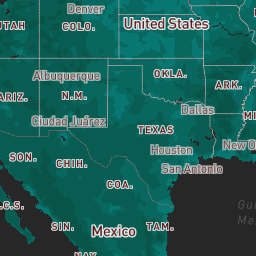 Denver
UTAH
COLO.
United States
Albuquerque
OKLA.
ARK.
ARIZ.
N.M.
Dallas
Ciudad Juárez
TEXAS
Houston
SON.
CHIH.
San Antonio
COA.
B.C.S.
SIN.
Mexico
TAM.